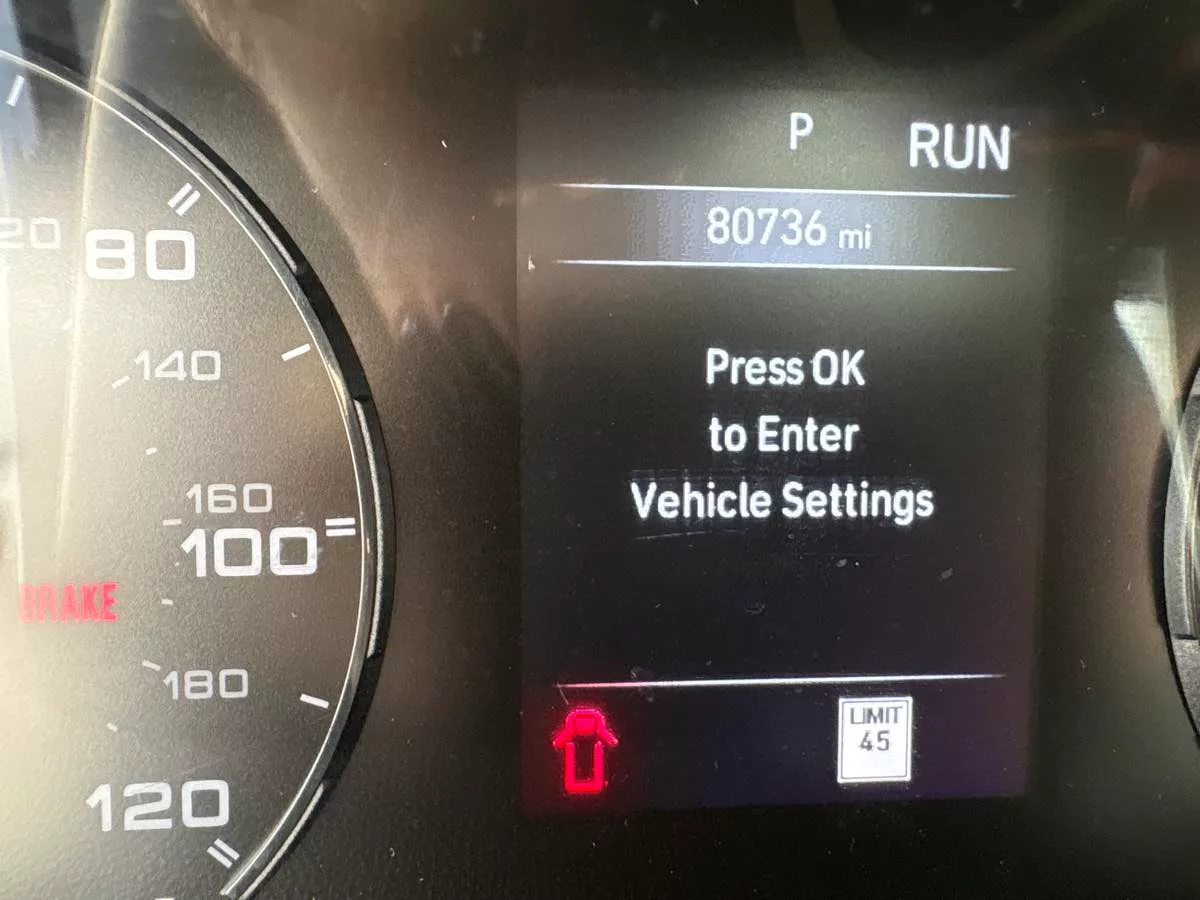 P RUN
80736 mi
Press OK
to Enter
Vehicle Settings
LIMIT
45
80
140
160
100
BRAKE
180
120